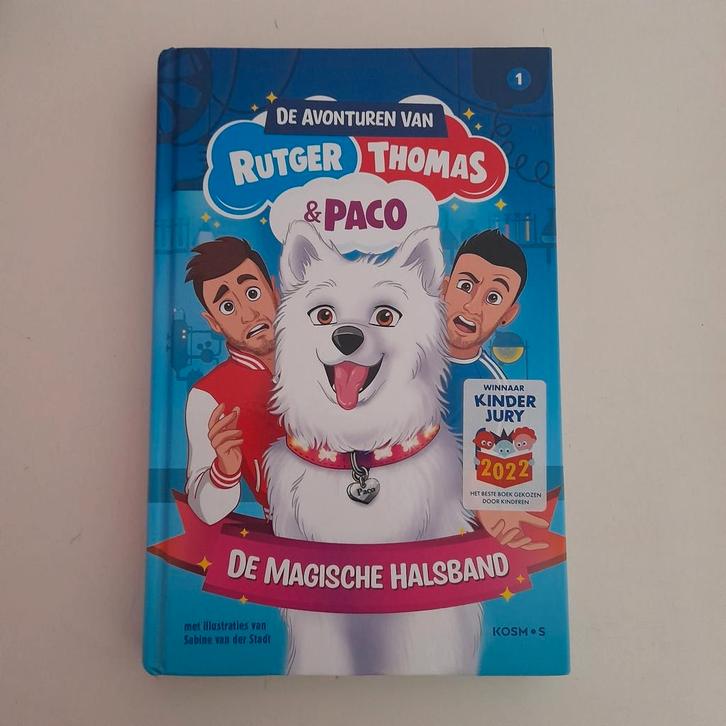 1
DE AVONTUREN VAN
RUTGER THOMAS
& PACO
WINNAAR
KINDER
JURY
2022
HET BESTE BOEK GEKOZEN
DOOR KINDEREN
Paco
DE MAGISCHE HALSBAND
met illustraties van
Sabine van der Stadt
KOSMOS